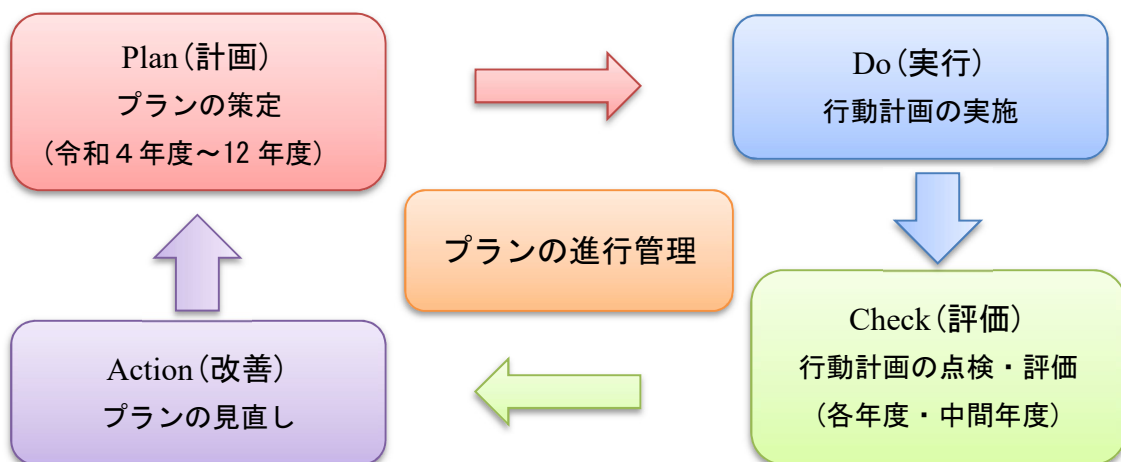 Plan(計画)
プランの策定
(令和4年度~12年度)
Do(実行)
行動計画の実施
プランの進行管理
Check(評価)
行動計画の点検・評価
(各年度・中間年度)
Action(改善)
プランの見直し